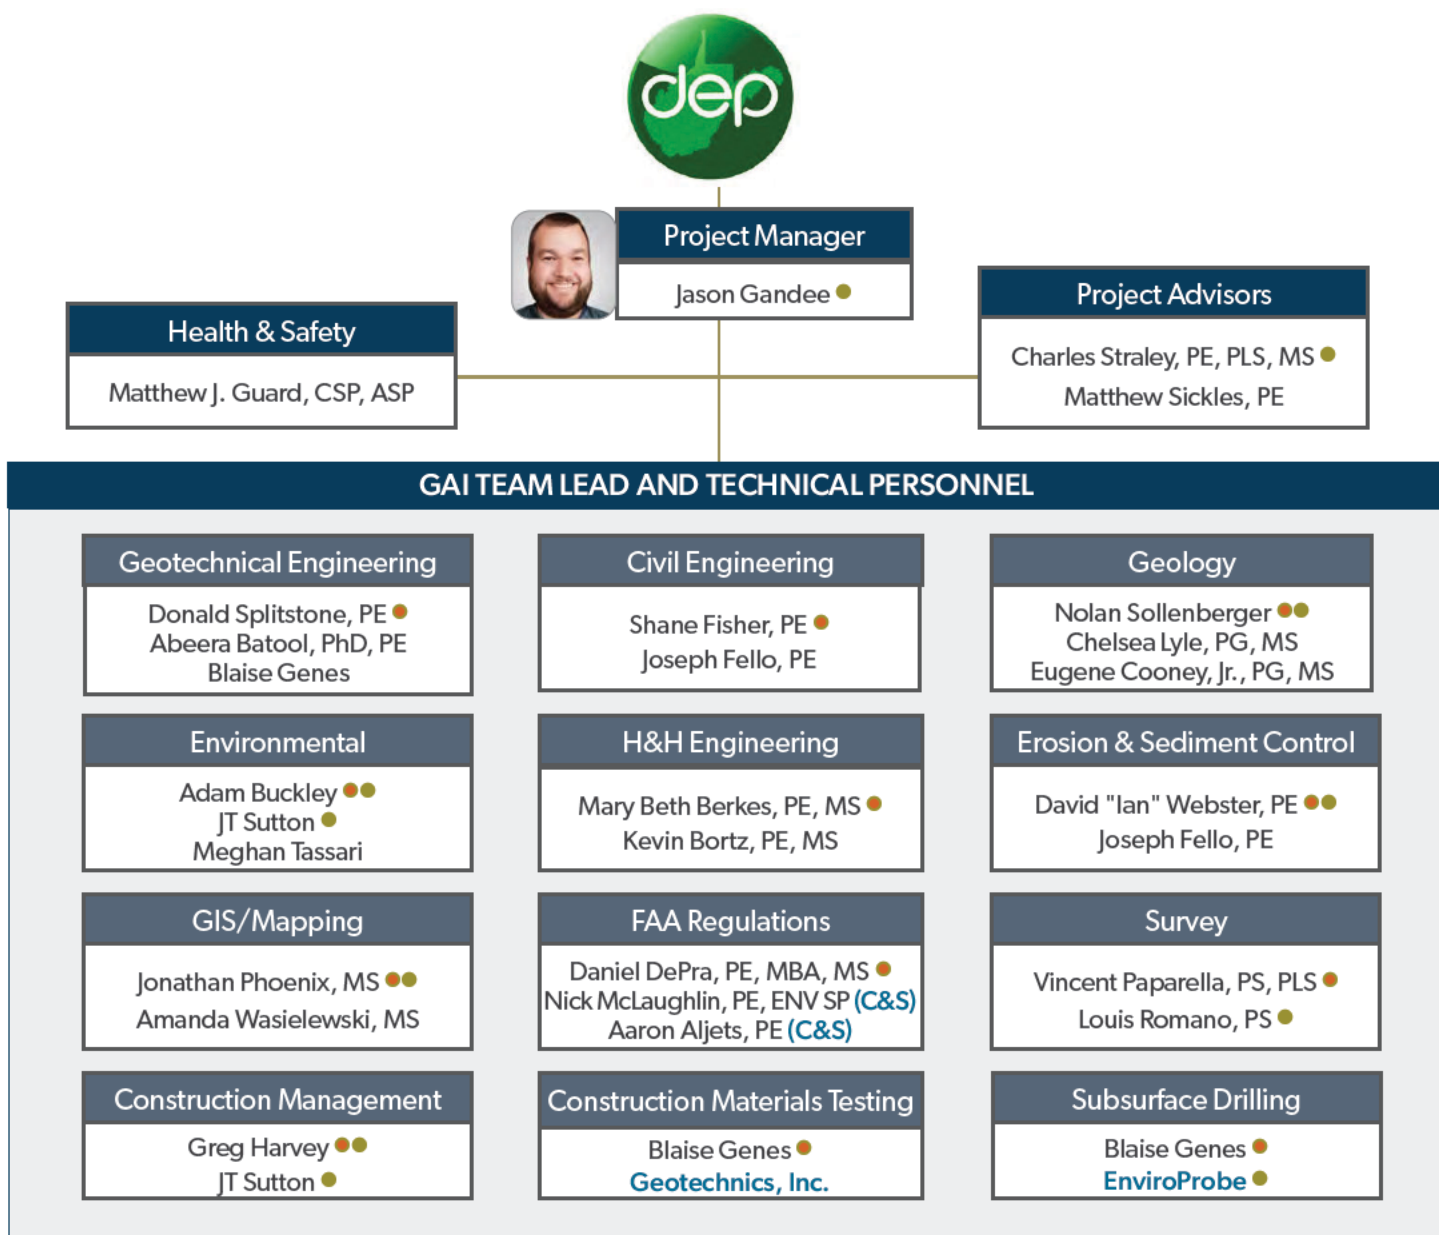 dep
Project Manager
Jason Gandee
Health & Safety
Matthew J. Guard, CSP, ASP
Project Advisors
Charles Straley, PE, PLS, MS
Matthew Sickles, PE
GAI TEAM LEAD AND TECHNICAL PERSONNEL
Geotechnical Engineering
Donald Splitstone, PE
Abeera Batool, PhD, PE
Blaise Genes
Civil Engineering
Shane Fisher, PE
Joseph Fello, PE
Geology
Nolan Sollenberger
Chelsea Lyle, PG, MS
Eugene Cooney, Jr., PG, MS
Environmental
Adam Buckley
JT Sutton
Meghan Tassari
H&H Engineering
Mary Beth Berkes, PE, MS
Kevin Bortz, PE, MS
Erosion & Sediment Control
David "Ian" Webster, PE
Joseph Fello, PE
GIS/Mapping
Jonathan Phoenix, MS
Amanda Wasielewski, MS
FAA Regulations
Daniel DePra, PE, MBA, MS
Nick McLaughlin, PE, ENV SP (C&S)
Aaron Aljets, PE (C&S)
Survey
Vincent Paparella, PS, PLS
Louis Romano, PS
Construction Management
Greg Harvey
JT Sutton
Construction Materials Testing
Blaise Genes
Geotechnics, Inc.
Subsurface Drilling
Blaise Genes
EnviroProbe